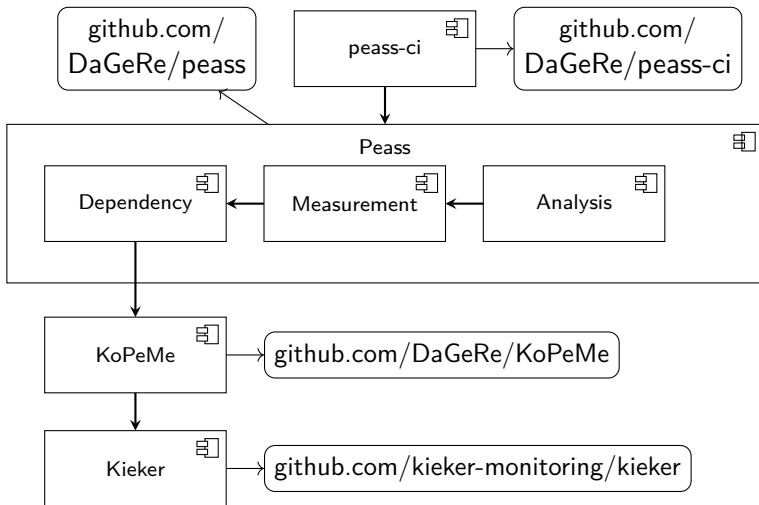 github.com/
DaGeRe/peass
peass-ci
github.com/
DaGeRe/peass-ci
Peass
Dependency
Measurement
Analysis
KoPeMe
github.com/DaGeRe/KoPeMe
Kieker
github.com/kieker-monitoring/kieker